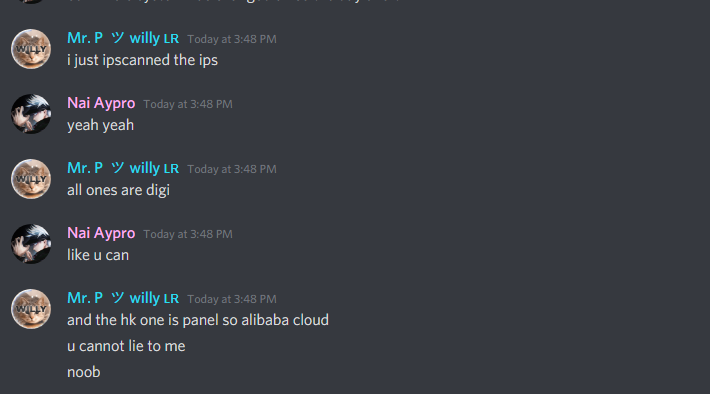 Mr. P ツ willy LR Today at 3:48 PM
i just ipscanned the ips
Nai Aypro Today at 3:48 PM
yeah yeah
WILLY Mr. P ツ willy LR Today at 3:48 PM
all ones are digi
Nai Aypro Today at 3:48 PM
like u can
WILLY Mr. P ツ willy LR Today at 3:48 PM
and the hk one is panel so alibaba cloud
u cannot lie to me
noob